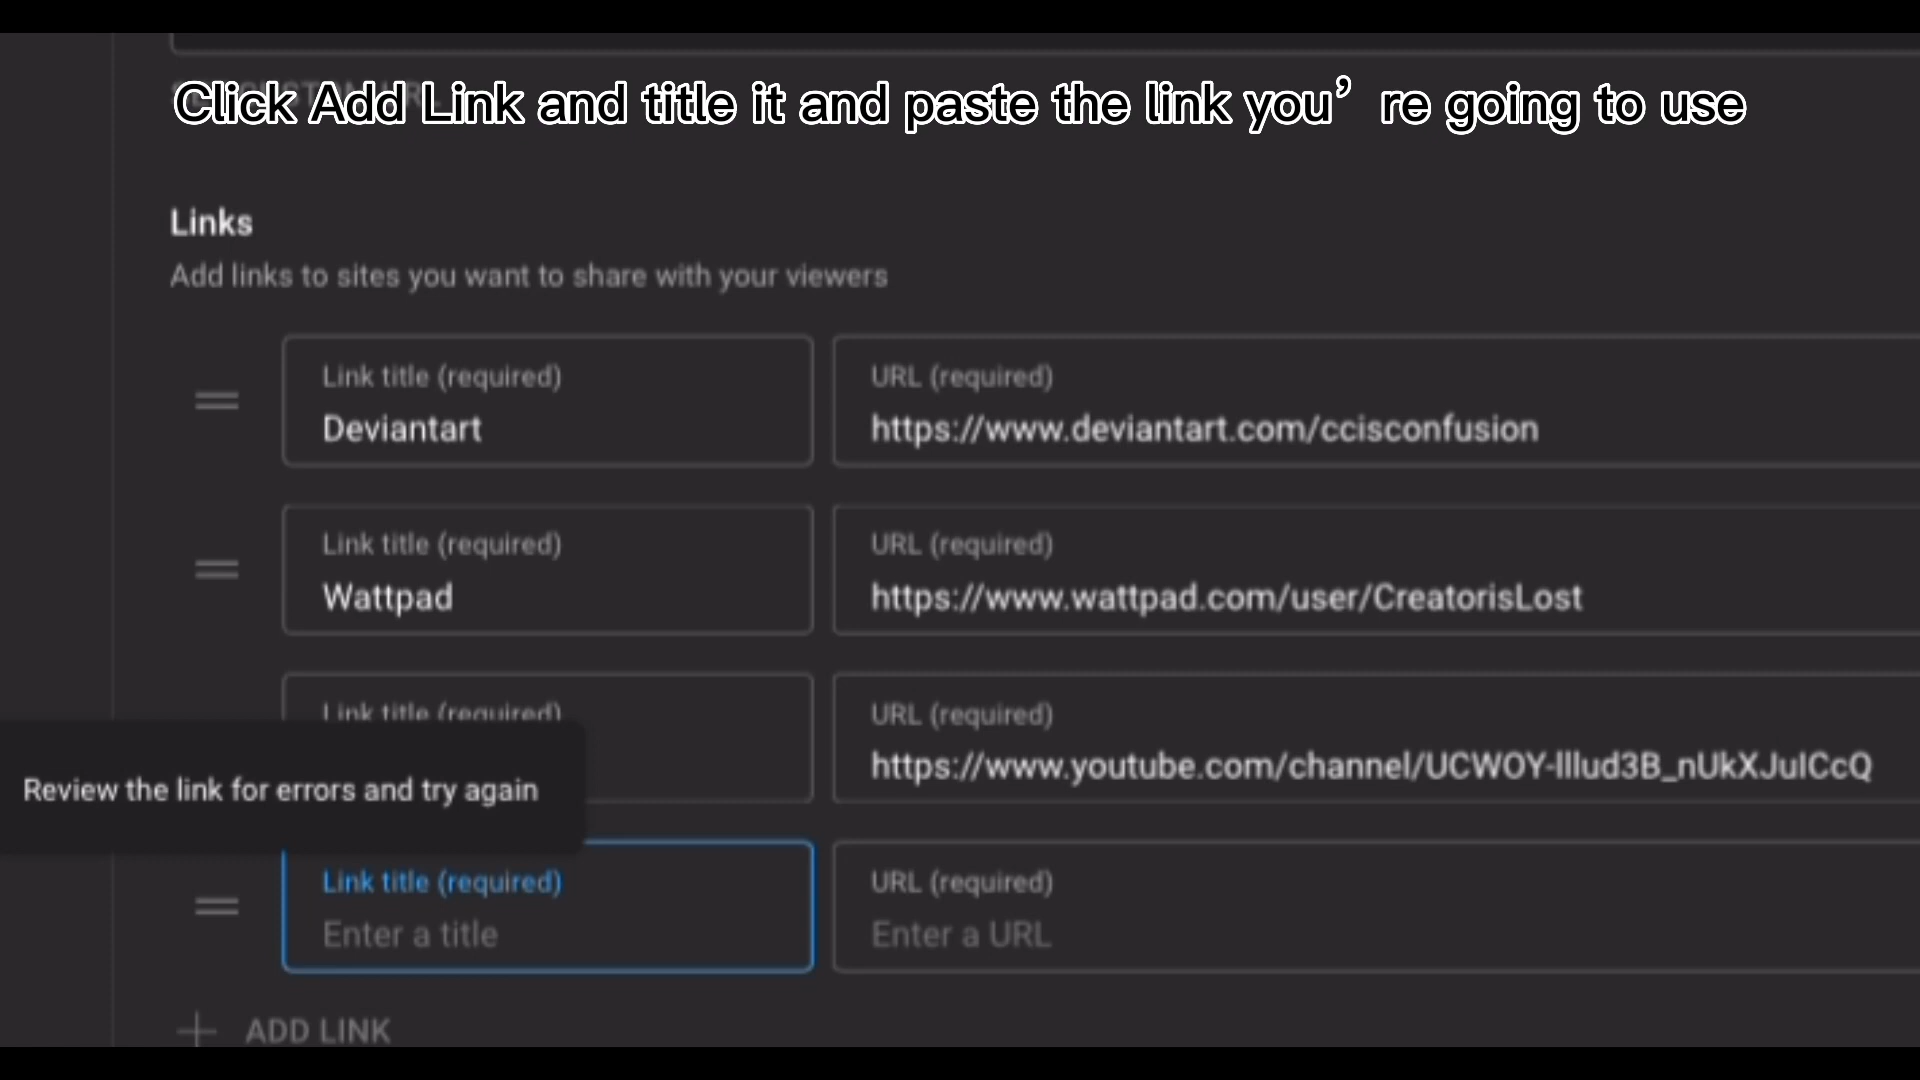 Click Add Link and title it and paste the link you’re going to use
Links
Add links to sites you want to share with your viewers
Link title (required)
Deviantart
URL (required)
https://www.deviantart.com/ccisconfusion
Link title (required)
Wattpad
URL (required)
https://www.wattpad.com/user/CreatorisLost
Link title (required)
URL (required)
https://www.youtube.com/channel/UCWOY-lllud3B_nUkXJuICcQ
Review the link for errors and try again
Link title (required)
Enter a title
URL (required)
Enter a URL
ADD LINK